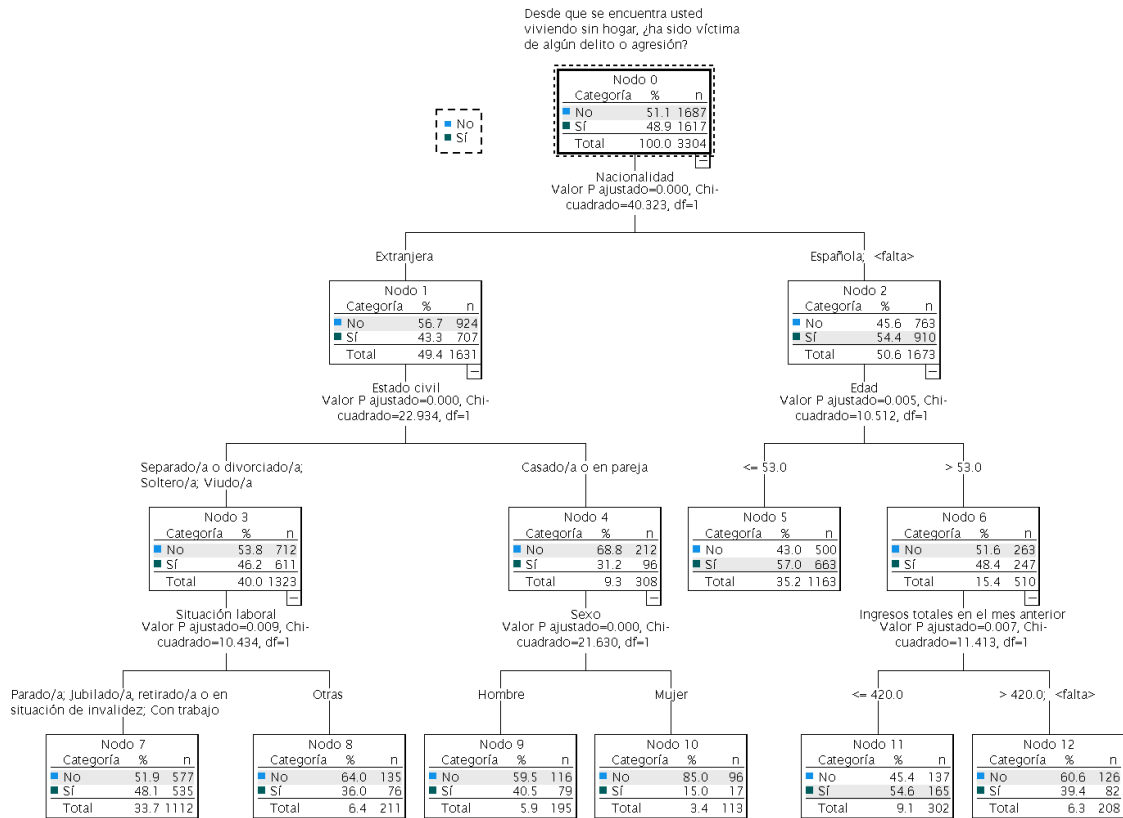 Desde que se encuentra usted
viviendo sin hogar, ¿ha sido víctima
de algún delito o agresión?
No
Sí
Nodo 0
Categoría % n
No 51.1 1687
Sí 48.9 1617
Total 100.0 3304
Nacionalidad
Valor P ajustado=0.000, Chi-
cuadrado=40.323, df=1
Extranjera
Española; <falta>
Nodo 1
Categoría % n
No 56.7 924
Sí 43.3 707
Total 49.4 1631
Nodo 2
Categoría % n
No 45.6 763
Sí 54.4 910
Total 50.6 1673
Estado civil
Valor P ajustado=0.000, Chi-
cuadrado=22.934, df=1
Edad
Valor P ajustado=0.005, Chi-
cuadrado=10.512, df=1
Separado/a o divorciado/a;
Soltero/a; Viudo/a
Casado/a o en pareja
<= 53.0
> 53.0
Nodo 3
Categoría % n
No 53.8 712
Sí 46.2 611
Total 40.0 1323
Nodo 4
Categoría % n
No 68.8 212
Sí 31.2 96
Total 9.3 308
Nodo 5
Categoría % n
No 43.0 500
Sí 57.0 663
Total 35.2 1163
Nodo 6
Categoría % n
No 51.6 263
Sí 48.4 247
Total 15.4 510
Situación laboral
Valor P ajustado=0.009, Chi-
cuadrado=10.434, df=1
Sexo
Valor P ajustado=0.000, Chi-
cuadrado=21.630, df=1
Ingresos totales en el mes anterior
Valor P ajustado=0.007, Chi-
cuadrado=11.413, df=1
Parado/a; Jubilado/a, retirado/a o en
situación de invalidez; Con trabajo
Otras
Hombre
Mujer
<= 420.0
> 420.0; <falta>
Nodo 7
Categoría % n
No 51.9 577
Sí 48.1 535
Total 33.7 1112
Nodo 8
Categoría % n
No 64.0 135
Sí 36.0 76
Total 6.4 211
Nodo 9
Categoría % n
No 59.5 116
Sí 40.5 79
Total 5.9 195
Nodo 10
Categoría % n
No 85.0 96
Sí 15.0 17
Total 3.4 113
Nodo 11
Categoría % n
No 45.4 137
Sí 54.6 165
Total 9.1 302
Nodo 12
Categoría % n
No 60.6 126
Sí 39.4 82
Total 6.3 208